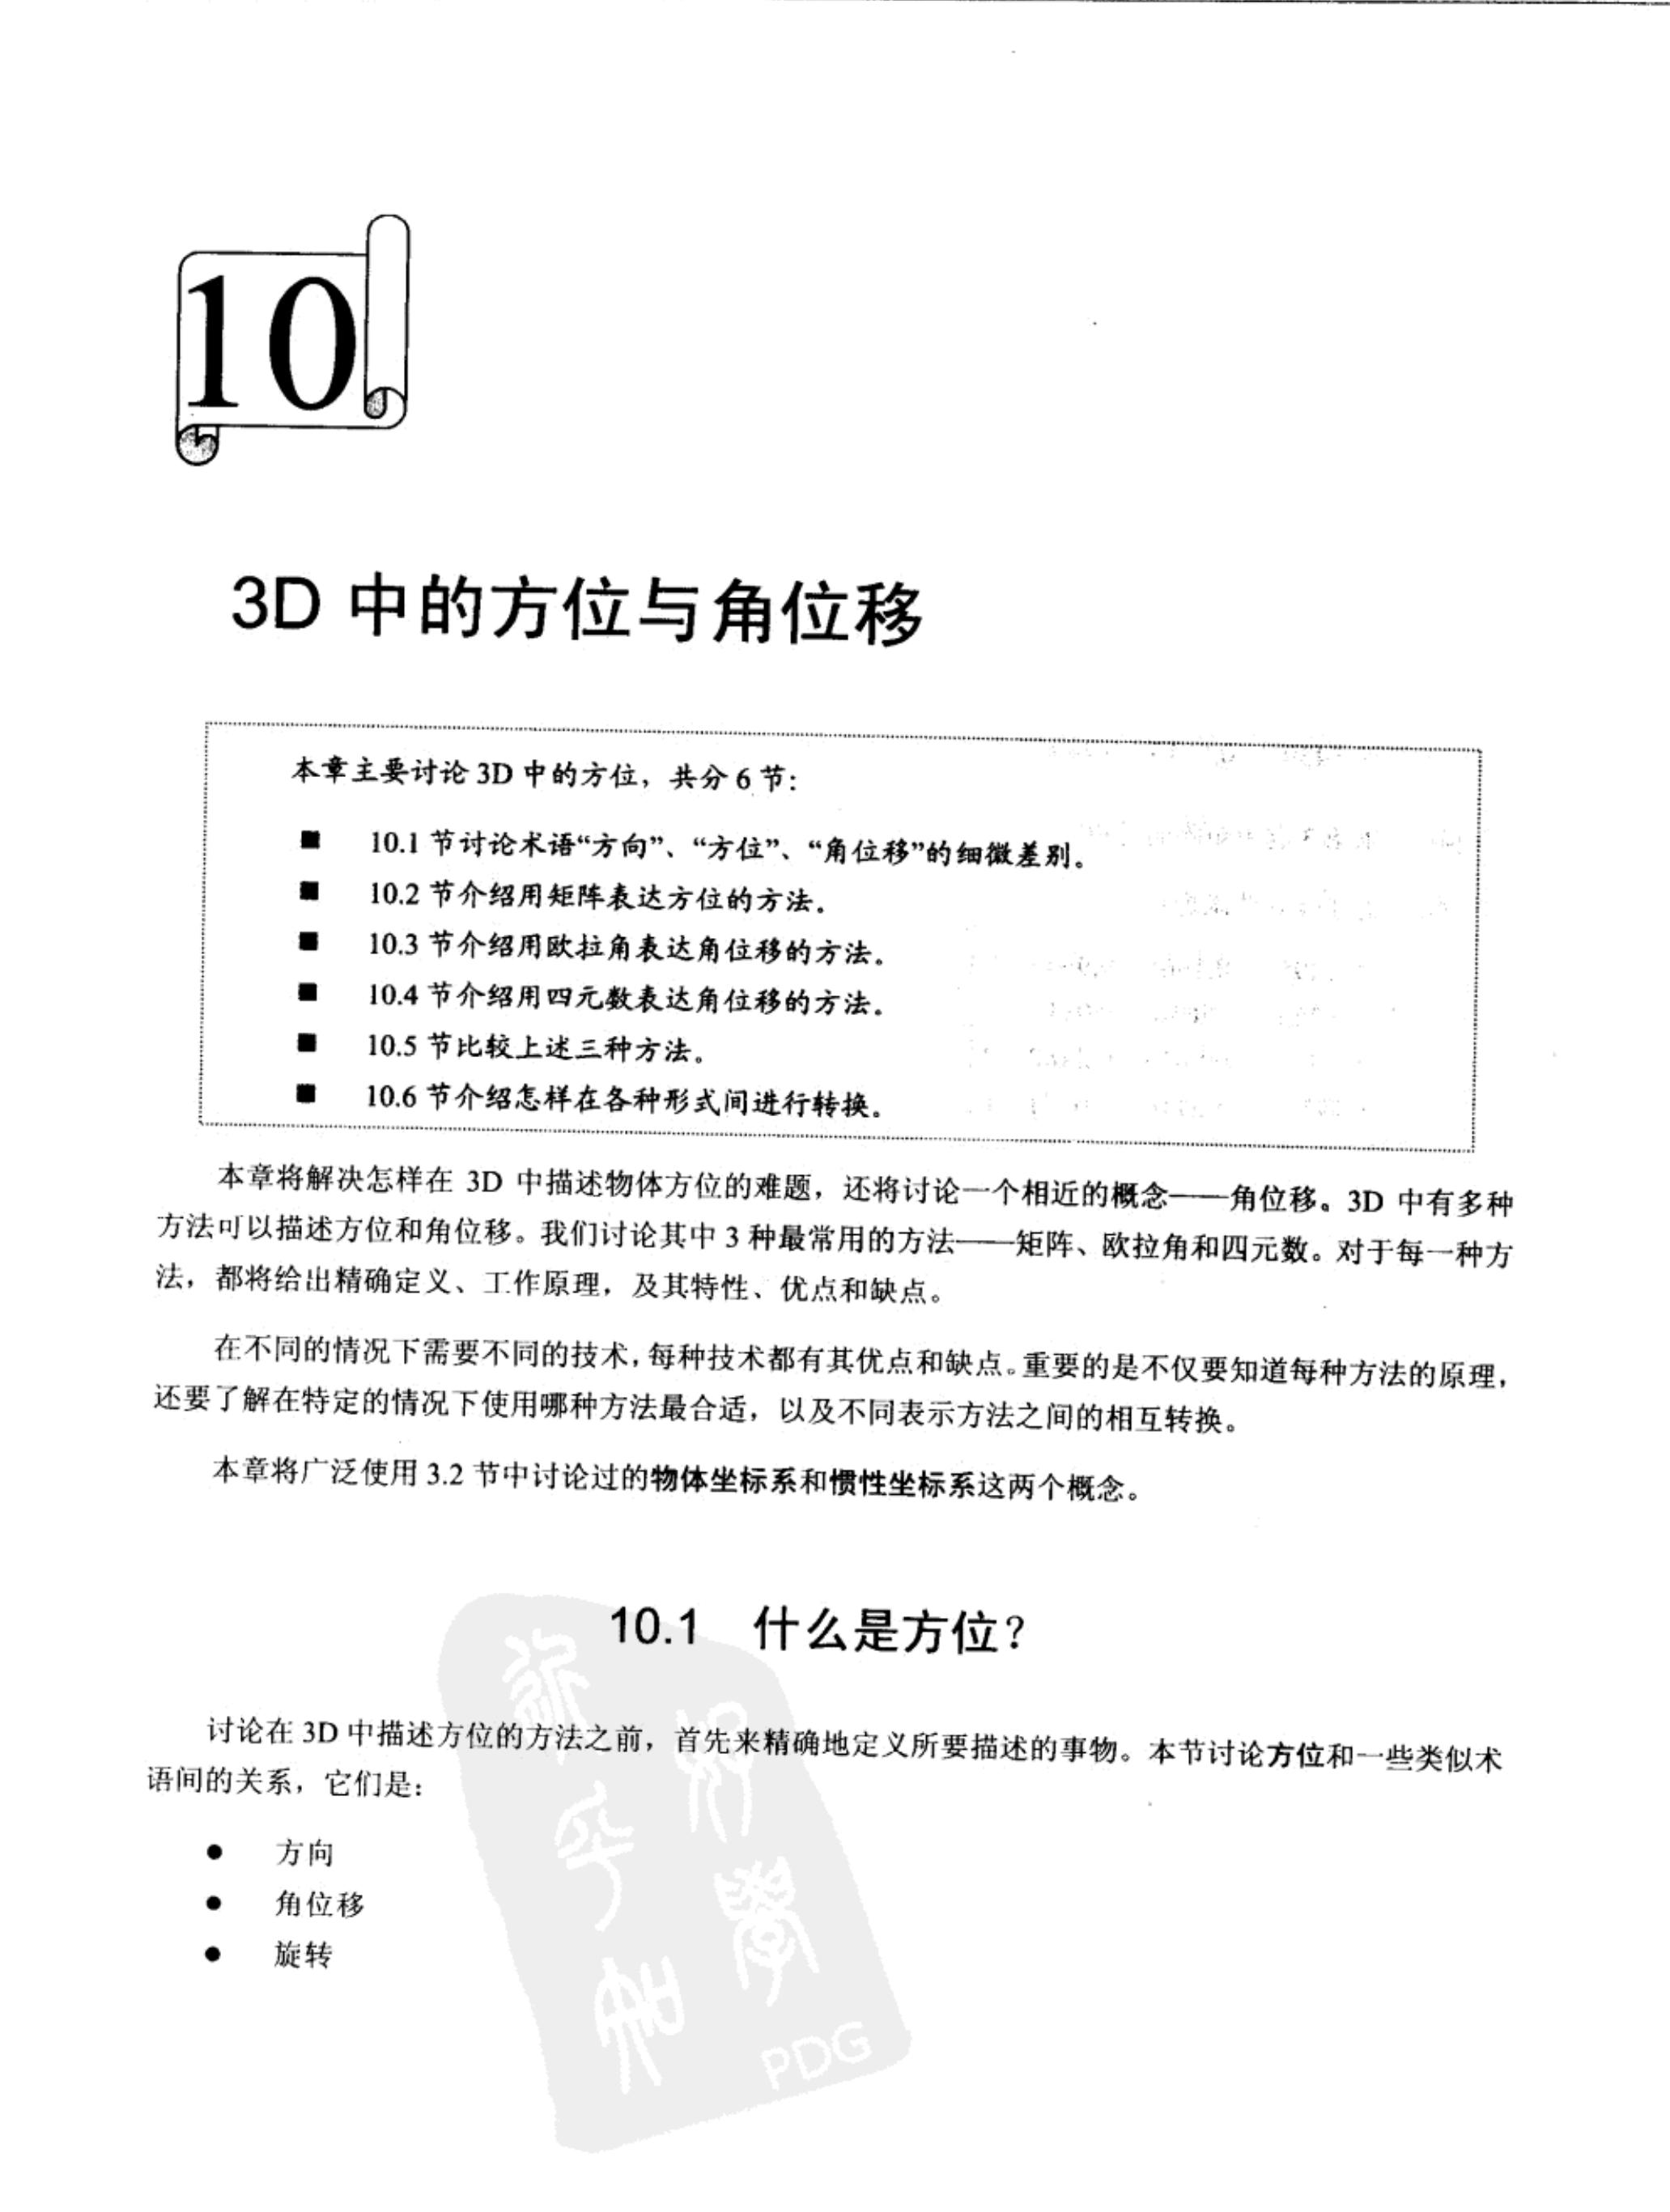 10
3D 中的方位与角位移
本章主要讨论 3D 中的方位，共分 6 节：
■ 10.1 节讨论术语“方向”、“方位”、“角位移”的细微差别。
■ 10.2 节介绍用矩阵表达方位的方法。
■ 10.3 节介绍用欧拉角表达角位移的方法。
■ 10.4 节介绍用四元数表达角位移的方法。
■ 10.5 节比较上述三种方法。
■ 10.6 节介绍怎样在各种形式间进行转换。
本章将解决怎样在 3D 中描述物体方位的难题，还将讨论一个相近的概念——角位移。3D 中有多种
方法可以描述方位和角位移。我们讨论其中 3 种最常用的方法——矩阵、欧拉角和四元数。对于每一种方
法，都将给出精确定义、工作原理，及其特性、优点和缺点。
在不同的情况下需要不同的技术，每种技术都有其优点和缺点。重要的是不仅要知道每种方法的原理，
还要了解在特定的情况下使用哪种方法最合适，以及不同表示方法之间的相互转换。
本章将广泛使用 3.2 节中讨论过的物体坐标系和惯性坐标系这两个概念。
10.1 什么是方位？
讨论在 3D 中描述方位的方法之前，首先来精确地定义所要描述的事物。本节讨论方位和一些类似术
语间的关系，它们是：
● 方向
● 角位移
● 旋转
PDG